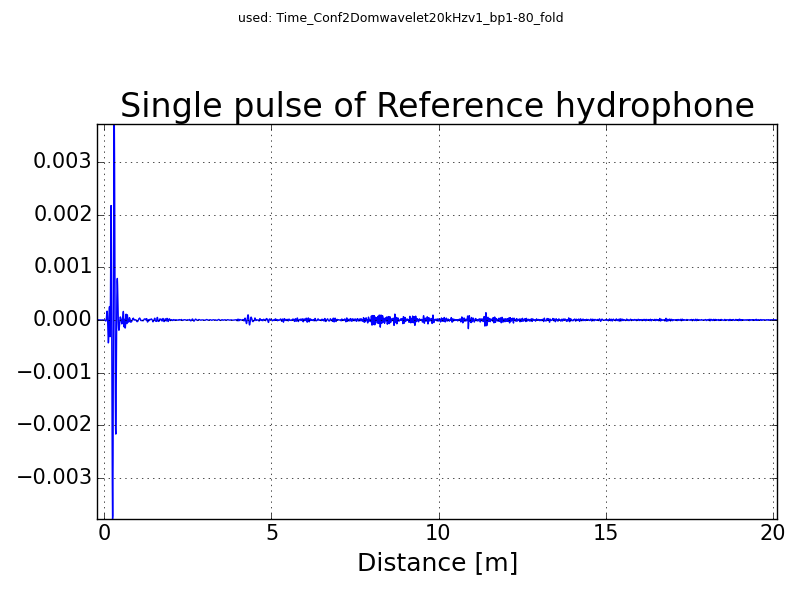 used: Time_Conf2Domwavelet20kHzv1_bp1-80_fold
Single pulse of Reference hydrophone
0.003
0.002
0.001
0.000
−0.001
−0.002
−0.003
0 5 10 15 20
Distance [m]